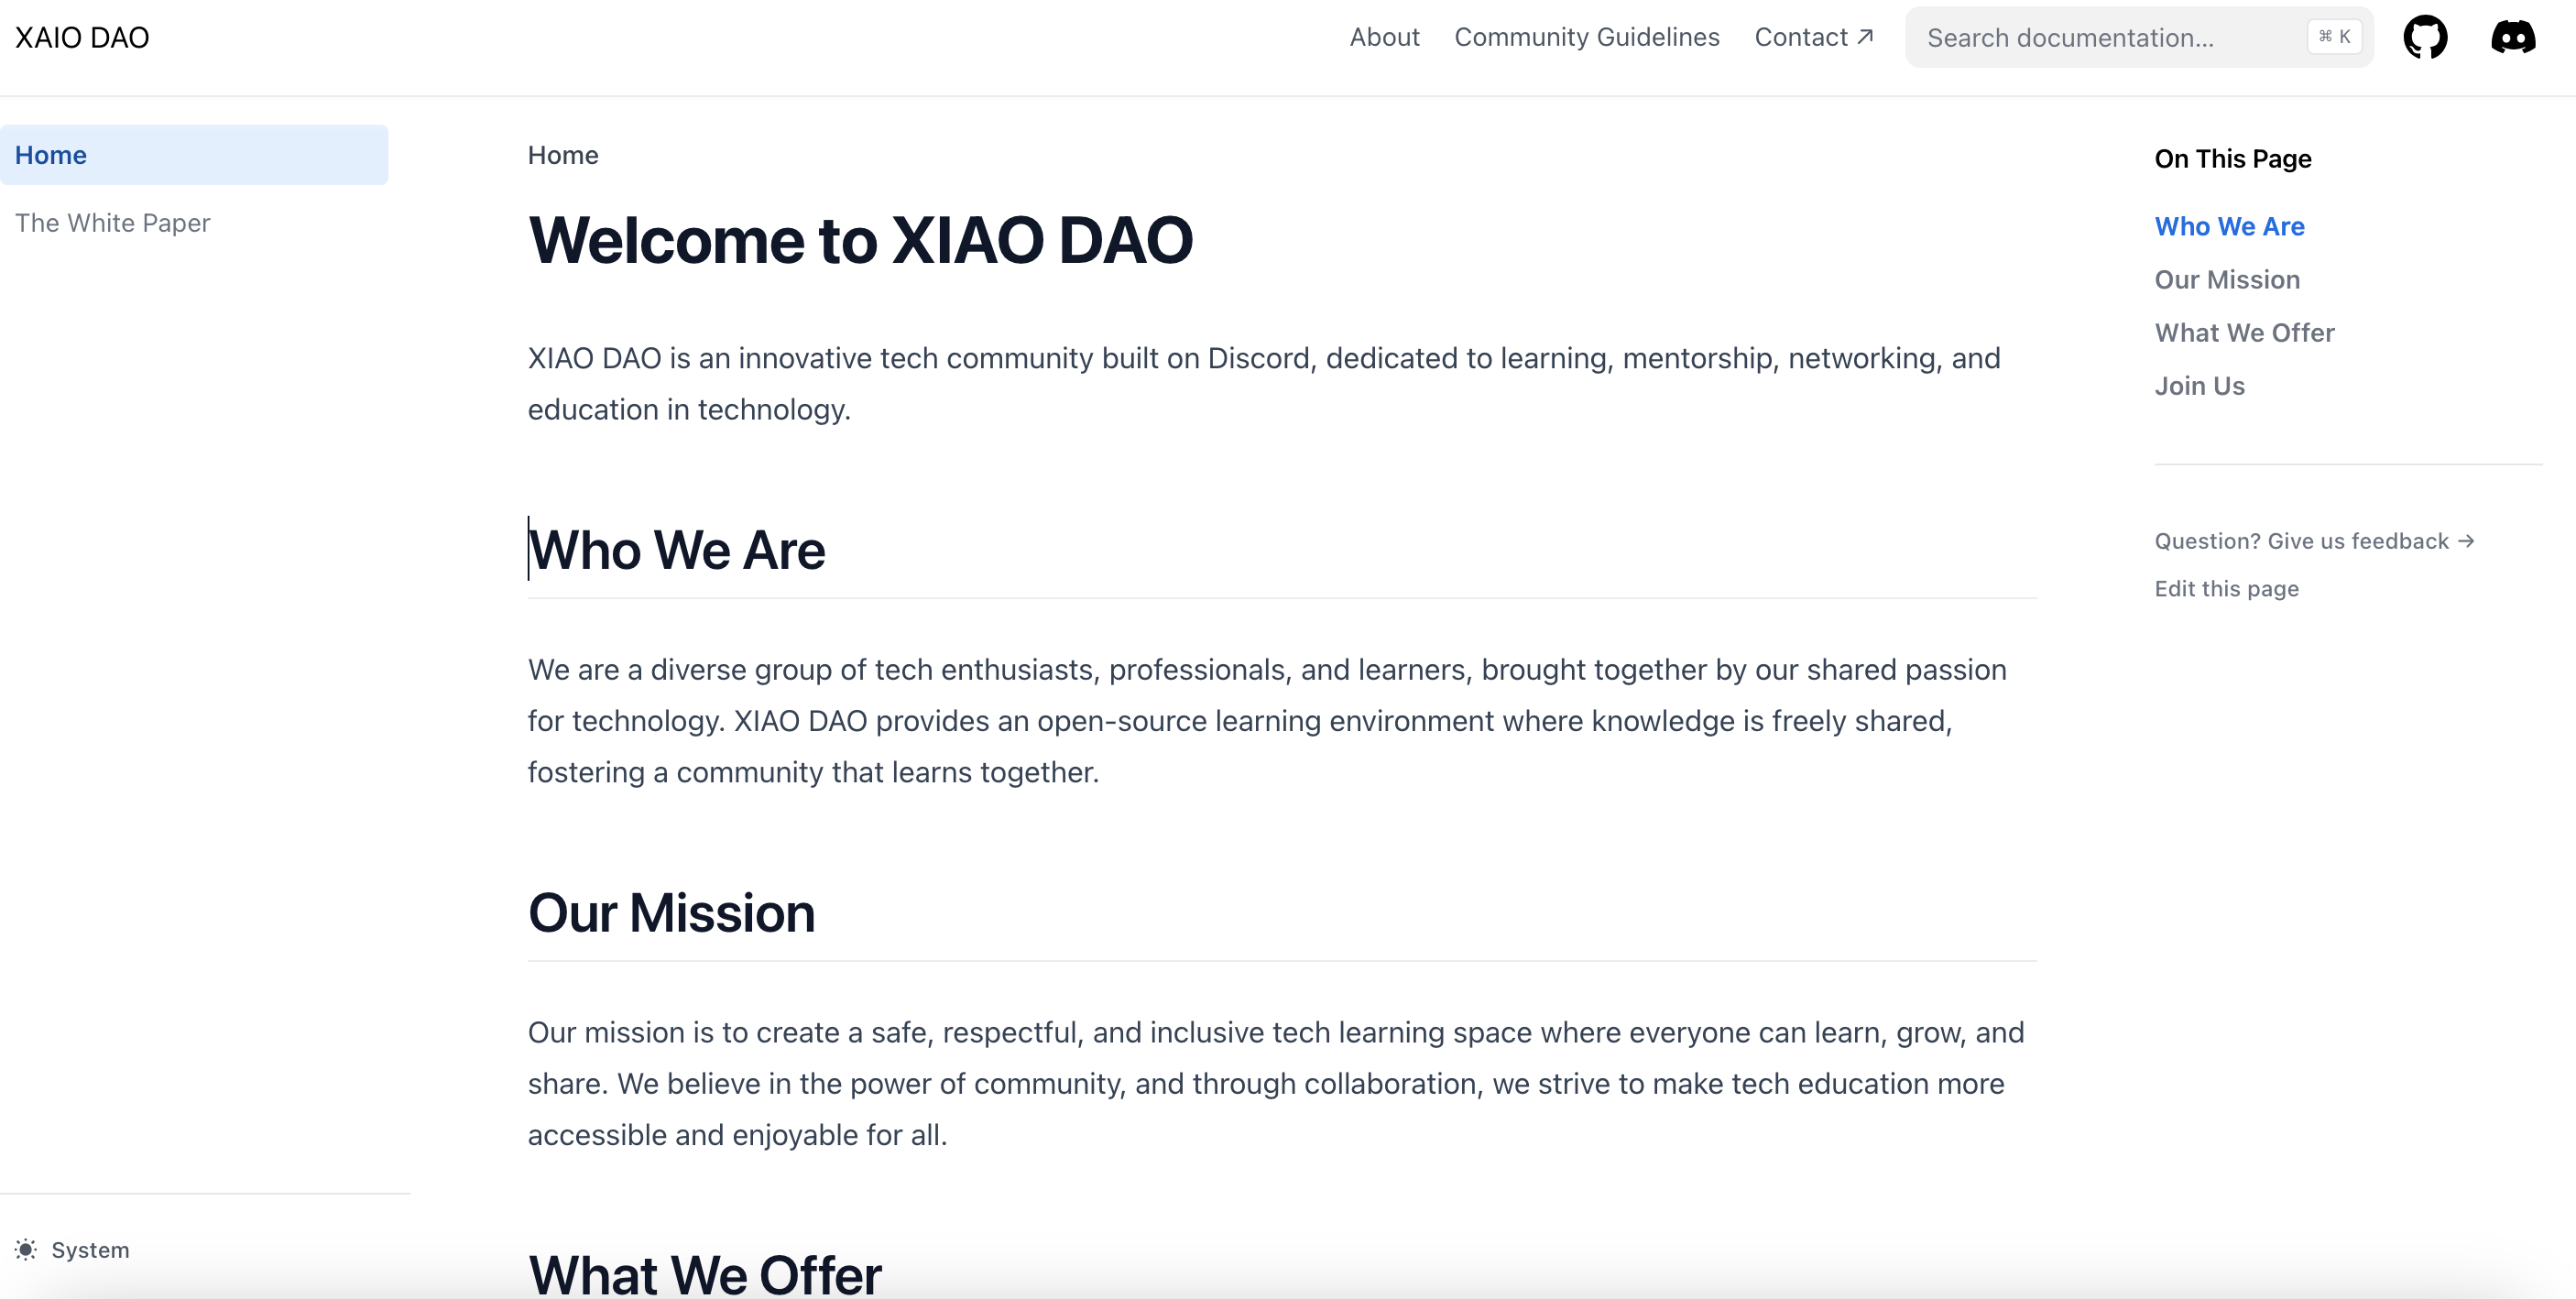 XAIO DAO
About
Community Guidelines
Contact ↗
Search documentation...
⌘ K
Home
The White Paper
System
Home
Welcome to XIAO DAO
XIAO DAO is an innovative tech community built on Discord, dedicated to learning, mentorship, networking, and
education in technology.
Who We Are
We are a diverse group of tech enthusiasts, professionals, and learners, brought together by our shared passion
for technology. XIAO DAO provides an open-source learning environment where knowledge is freely shared,
fostering a community that learns together.
Our Mission
Our mission is to create a safe, respectful, and inclusive tech learning space where everyone can learn, grow, and
share. We believe in the power of community, and through collaboration, we strive to make tech education more
accessible and enjoyable for all.
What We Offer
On This Page
Who We Are
Our Mission
What We Offer
Join Us
Question? Give us feedback →
Edit this page